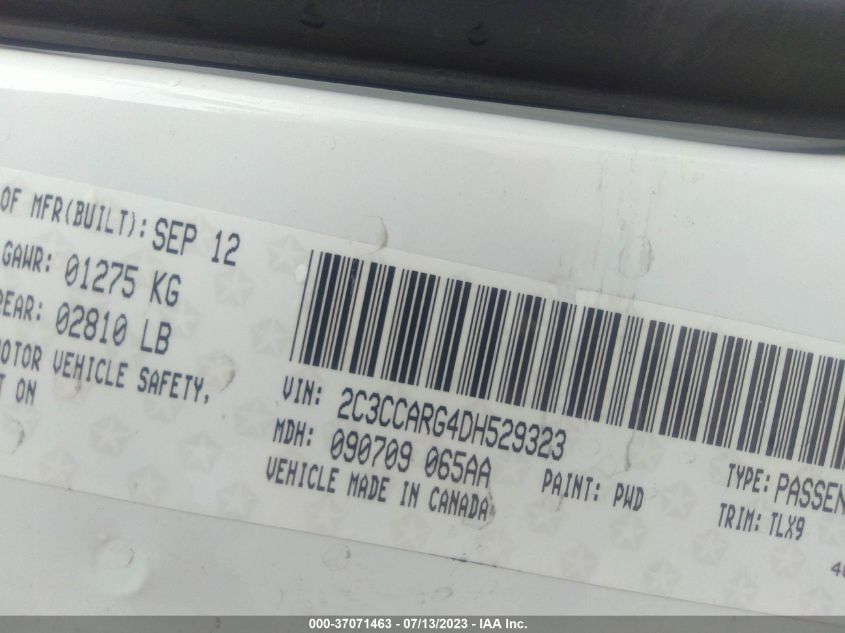 OF MFR(BUILT): SEP 12
GAWR: 01275 KG
REAR: 02810 LB
MOTOR VEHICLE SAFETY,
ON
VIN: 2C3CCARG4DH529323
MDH: 090709 065AA
PAINT: PWD
VEHICLE MADE IN CANADA
TYPE: PASSEN
TRIM: TLX9
000-37071463 - 07/13/2023 - IAA Inc.